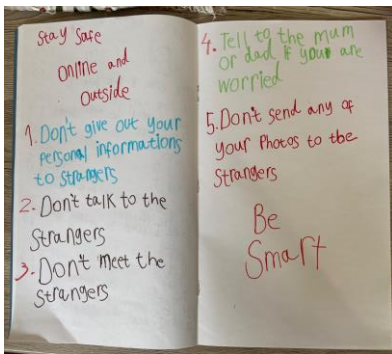 Stay Safe
Online and
Outside
1. Don't give out your
personal informations
to strangers
2. Don't talk to the
strangers
3. Don't meet the
strangers
4. Tell to the mum
or dad if your are
worried
5. Don't send any of
your Photos to the
strangers
Be
Smart